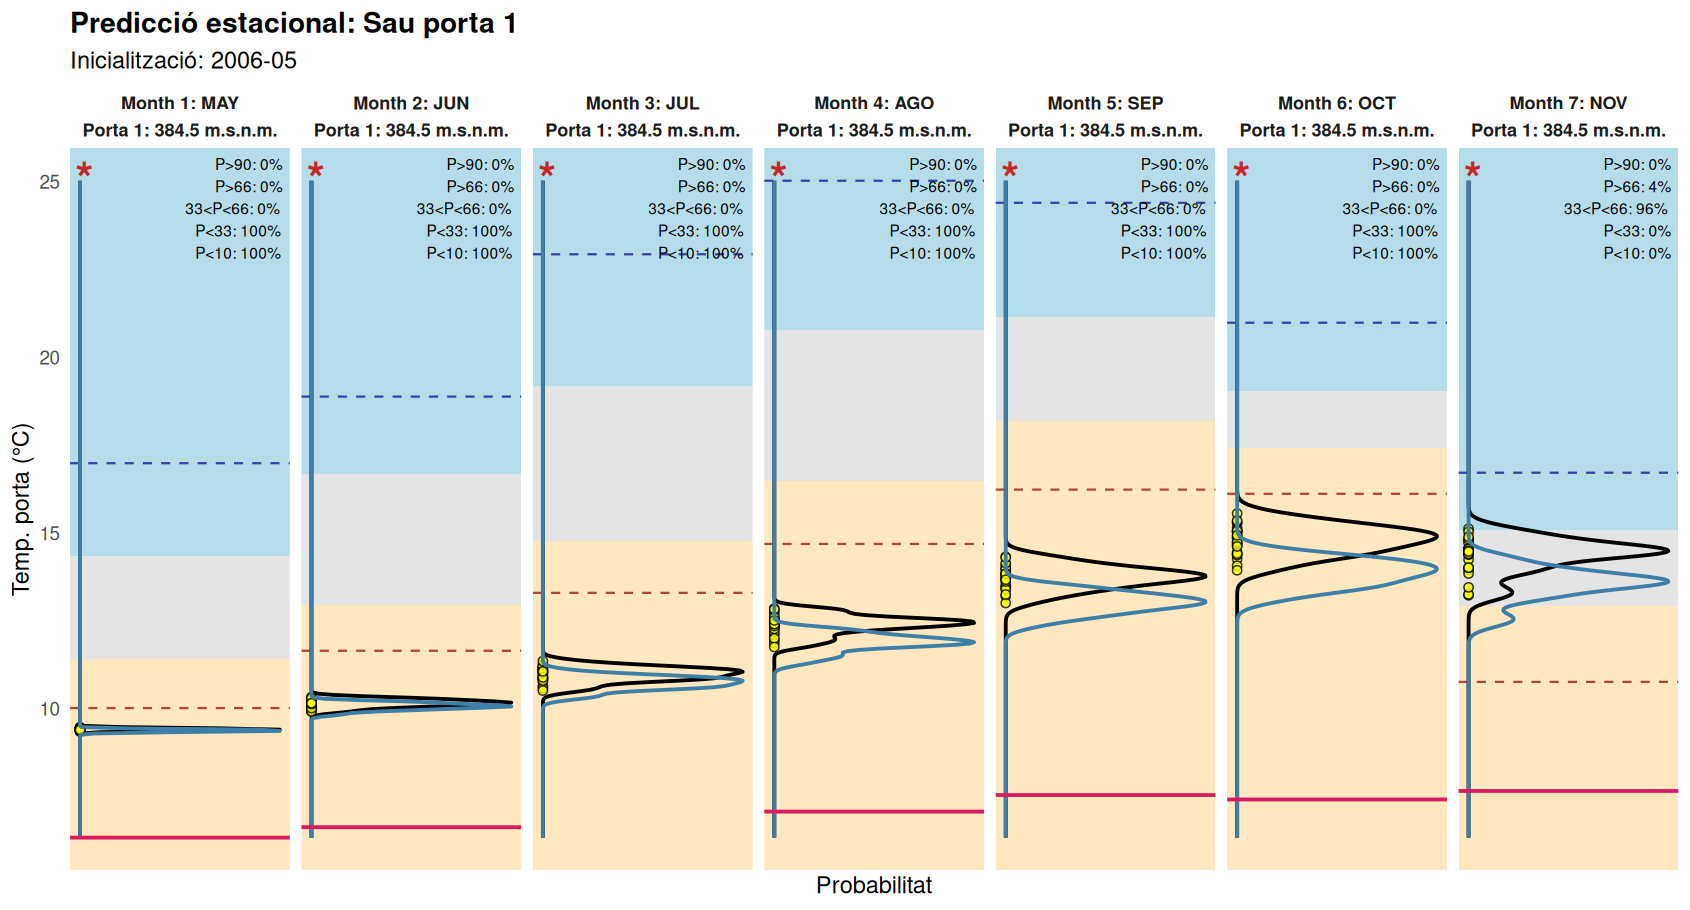 Predicció estacional: Sau porta 1
Inicialització: 2006-05
Month 1: MAY
Porta 1: 384.5 m.s.n.m.
Month 2: JUN
Porta 1: 384.5 m.s.n.m.
Month 3: JUL
Porta 1: 384.5 m.s.n.m.
Month 4: AGO
Porta 1: 384.5 m.s.n.m.
Month 5: SEP
Porta 1: 384.5 m.s.n.m.
Month 6: OCT
Porta 1: 384.5 m.s.n.m.
Month 7: NOV
Porta 1: 384.5 m.s.n.m.
*
P>90: 0%
P>66: 0%
33<P<66: 0%
P<33: 100%
P<10: 100%
*
P>90: 0%
P>66: 0%
33<P<66: 0%
P<33: 100%
P<10: 100%
*
P>90: 0%
P>66: 0%
33<P<66: 0%
P<33: 100%
P<10: 100%
*
P>90: 0%
P>66: 0%
33<P<66: 0%
P<33: 100%
P<10: 100%
*
P>90: 0%
P>66: 0%
33<P<66: 0%
P<33: 100%
P<10: 100%
*
P>90: 0%
P>66: 0%
33<P<66: 0%
P<33: 100%
P<10: 100%
*
P>90: 0%
P>66: 4%
33<P<66: 96%
P<33: 0%
P<10: 0%
25
20
15
10
Temp. porta (°C)
Probabilitat